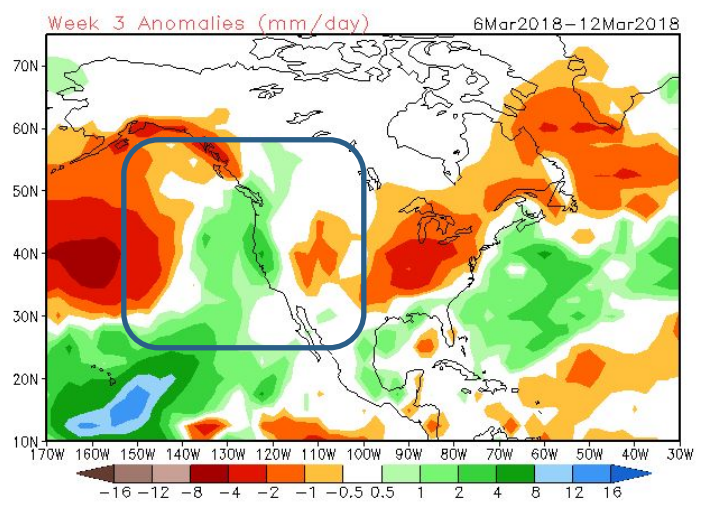 Week 3 Anomalies (mm/day) 6Mar2018-12Mar2018
70N
60N
50N
40N
30N
20N
10N
170W 160W 150W 140W 130W 120W 110W 100W 90W 80W 70W 60W 50W 40W 30W
-16 -12 -8 -4 -2 -1 -0.5 0.5 1 2 4 8 12 16